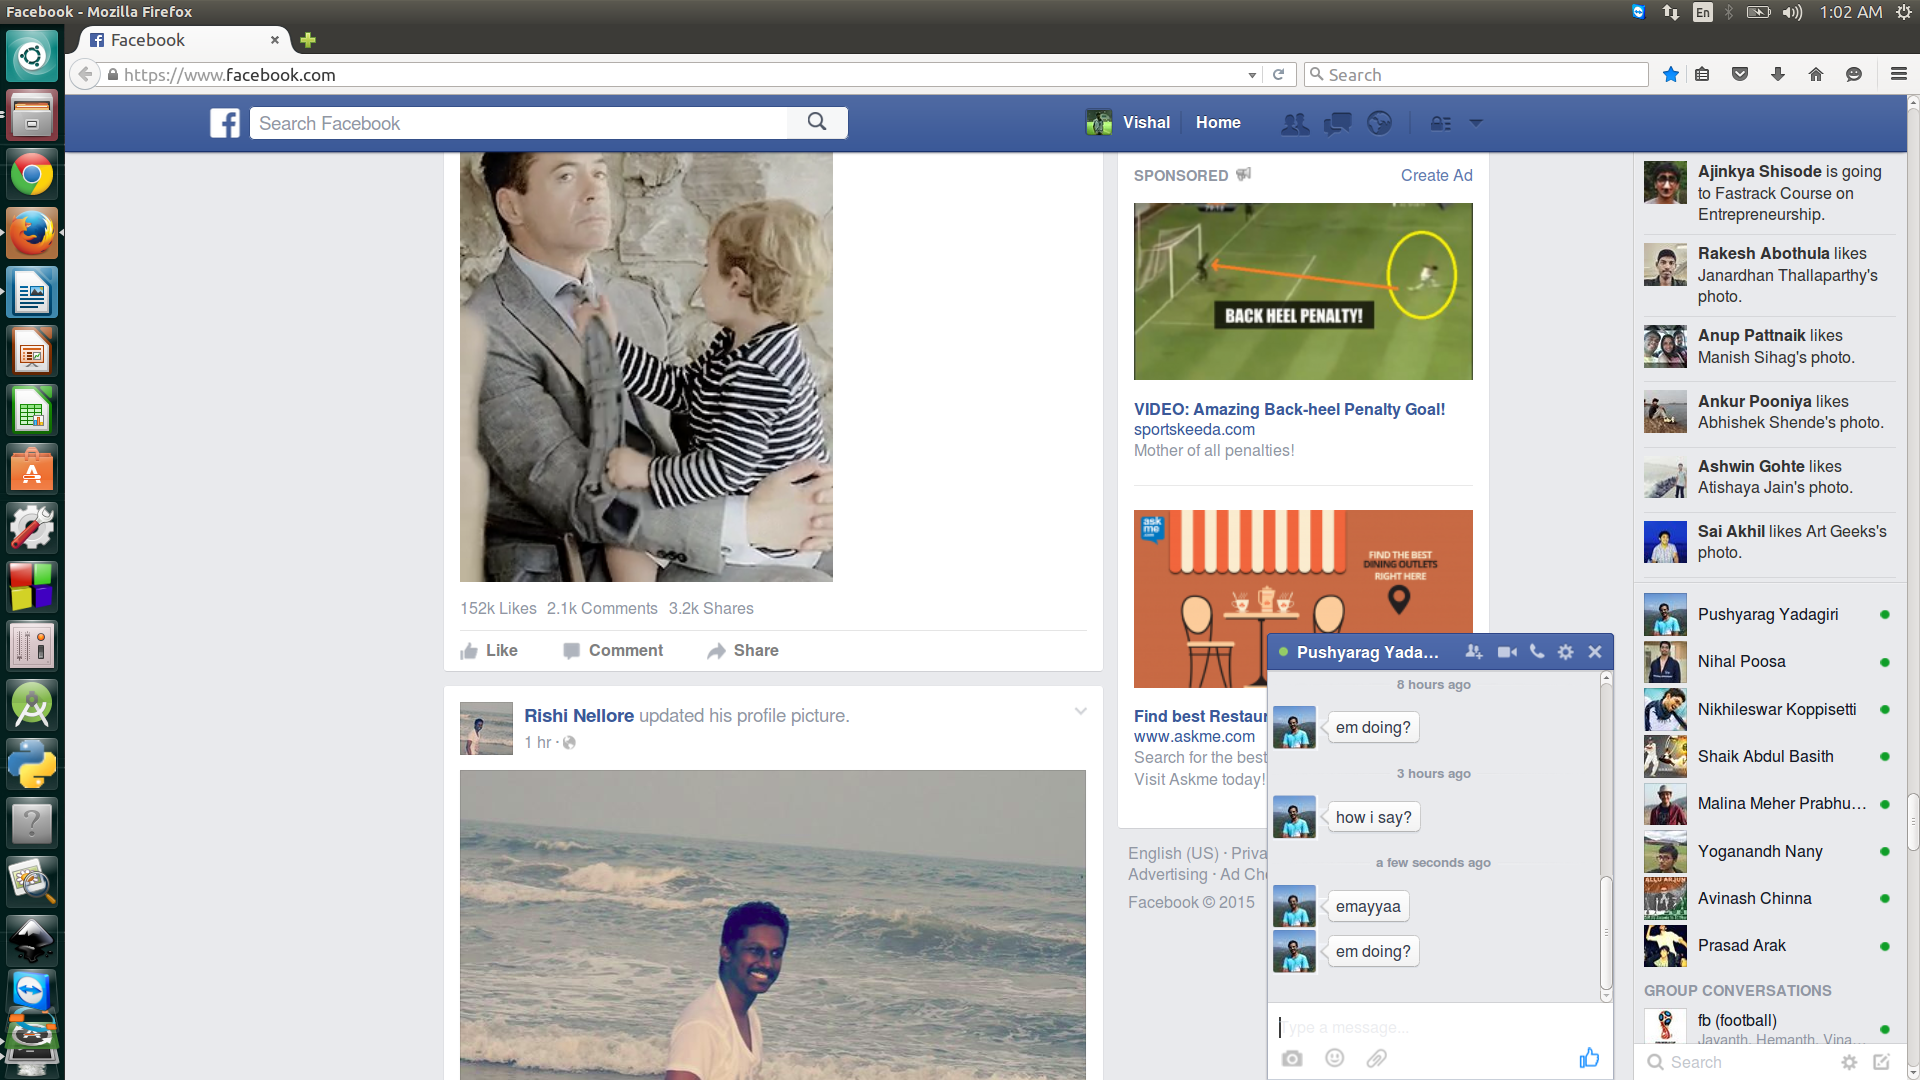 Facebook - Mozilla Firefox
En
1:02 AM
Facebook
https://www.facebook.com
Search
Search Facebook
Vishal
Home
152k Likes 2.1k Comments 3.2k Shares
Like Comment Share
Rishi Nellore updated his profile picture.
1 hr ·
SPONSORED
Create Ad
BACK HEEL PENALTY!
VIDEO: Amazing Back-heel Penalty Goal!
sportskeeda.com
Mother of all penalties!
ask
me
.com
FIND THE BEST
DINING OUTLETS
RIGHT HERE
Find best Restau
www.askme.com
Search for the best
Visit Askme today!
English (US) · Priva
Advertising · Ad Cho
Facebook © 2015
Pushyarag Yada...
8 hours ago
em doing?
3 hours ago
how i say?
a few seconds ago
emayyaa
em doing?
Type a message...
Ajinkya Shisode is going
to Fastrack Course on
Entrepreneurship.
Rakesh Abothula likes
Janardhan Thallaparthy's
photo.
Anup Pattnaik likes
Manish Sihag's photo.
Ankur Pooniya likes
Abhishek Shende's photo.
Ashwin Gohte likes
Atishaya Jain's photo.
Sai Akhil likes Art Geeks's
photo.
Pushyarag Yadagiri
Nihal Poosa
Nikhileswar Koppisetti
Shaik Abdul Basith
Malina Meher Prabhu...
Yoganandh Nany
ALLU ARJUN
Avinash Chinna
Prasad Arak
GROUP CONVERSATIONS
fb (football)
Jayanth, Hemanth, Vina...
Search